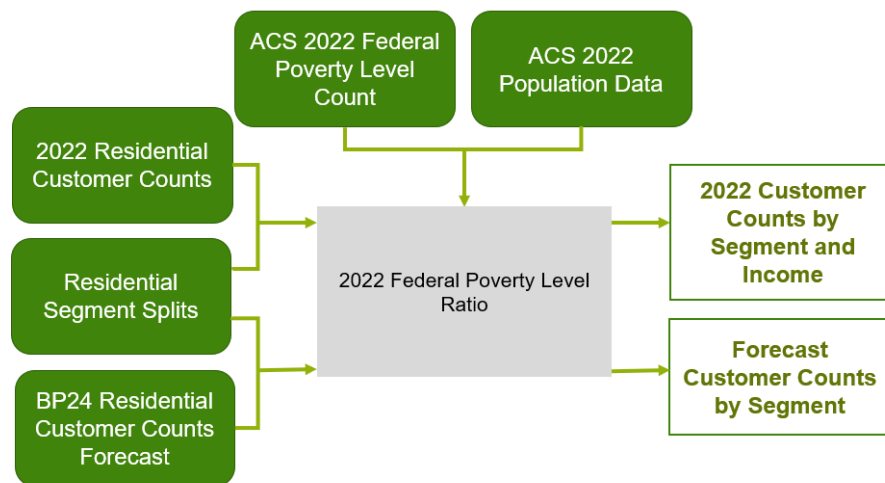 ACS 2022 Federal
Poverty Level
Count
ACS 2022
Population Data
2022 Residential
Customer Counts
Residential
Segment Splits
BP24 Residential
Customer Counts
Forecast
2022 Federal Poverty Level
Ratio
2022 Customer
Counts by
Segment and
Income
Forecast
Customer Counts
by Segment